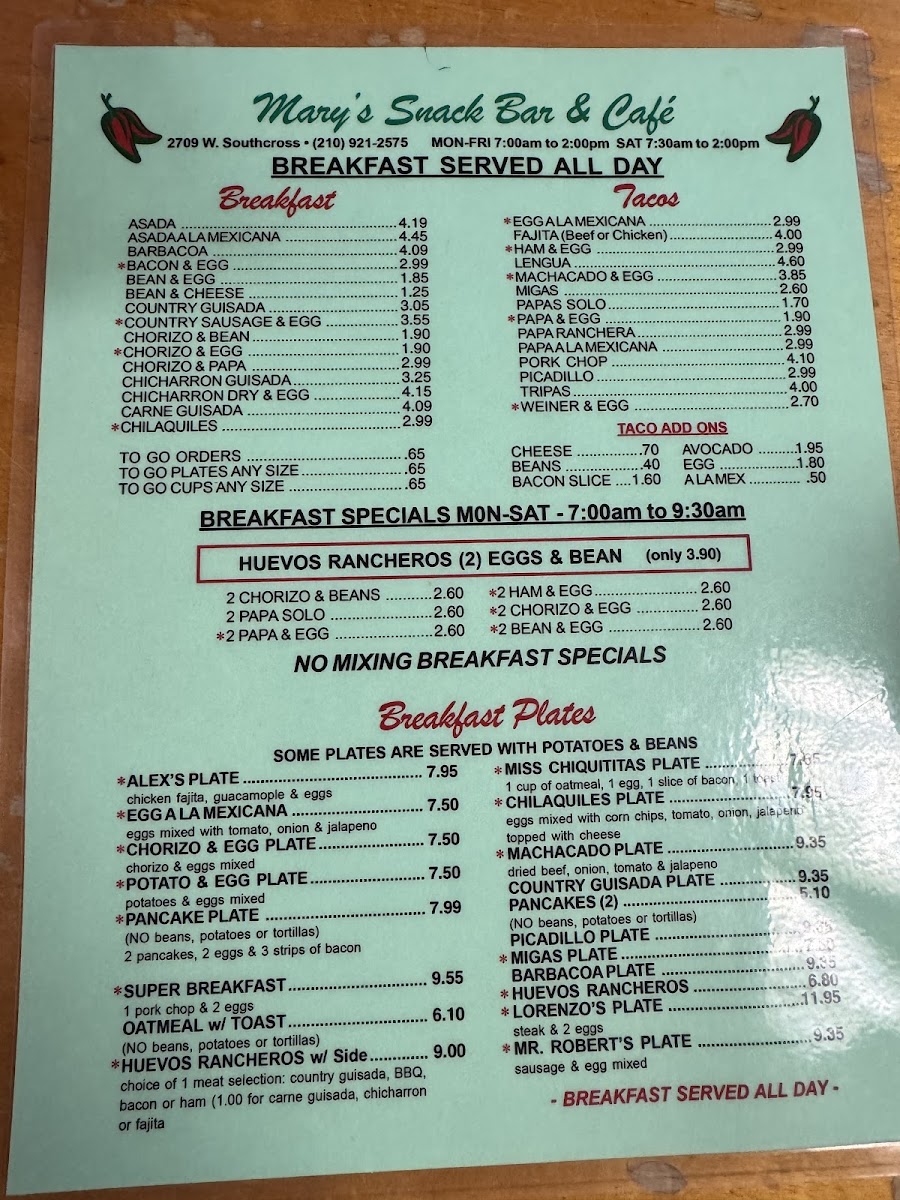 Mary's Snack Bar & Café
2709 W. Southcross • (210) 921-2575 MON-FRI 7:00am to 2:00pm SAT 7:30am to 2:00pm
BREAKFAST SERVED ALL DAY
Breakfast
ASADA 4.19
ASADA A LA MEXICANA 4.45
BARBACOA 4.09
*BACON & EGG 2.99
BEAN & EGG 1.85
BEAN & CHEESE 1.25
COUNTRY GUISADA 3.05
*COUNTRY SAUSAGE & EGG 3.55
CHORIZO & BEAN 1.90
*CHORIZO & EGG 1.90
CHORIZO & PAPA 2.99
CHICHARRON GUISADA 3.25
CHICHARRON DRY & EGG 4.15
CARNE GUISADA 4.09
*CHILAQUILES 2.99
TO GO ORDERS .65
TO GO PLATES ANY SIZE .65
TO GO CUPS ANY SIZE .65
Tacos
*EGG A LA MEXICANA 2.99
FAJITA (Beef or Chicken) 4.00
*HAM & EGG 2.99
LENGUA 4.60
*MACHACADO & EGG 3.85
MIGAS 2.60
PAPAS SOLO 1.70
*PAPA & EGG 1.90
PAPA RANCHERA 2.99
PAPA A LA MEXICANA 2.99
PORK CHOP 4.10
PICADILLO 2.99
TRIPAS 4.00
*WEINER & EGG 2.70
TACO ADD ONS
CHEESE .70 AVOCADO 1.95
BEANS .40 EGG 1.80
BACON SLICE 1.60 A LA MEX .50
BREAKFAST SPECIALS M0N-SAT - 7:00am to 9:30am
HUEVOS RANCHEROS (2) EGGS & BEAN (only 3.90)
2 CHORIZO & BEANS 2.60
2 PAPA SOLO 2.60
*2 PAPA & EGG 2.60
*2 HAM & EGG 2.60
*2 CHORIZO & EGG 2.60
*2 BEAN & EGG 2.60
NO MIXING BREAKFAST SPECIALS
Breakfast Plates
SOME PLATES ARE SERVED WITH POTATOES & BEANS
*ALEX'S PLATE 7.95
chicken fajita, guacamople & eggs
*EGG A LA MEXICANA 7.50
eggs mixed with tomato, onion & jalapeno
*CHORIZO & EGG PLATE 7.50
chorizo & eggs mixed
*POTATO & EGG PLATE 7.50
potatoes & eggs mixed
*PANCAKE PLATE 7.99
(NO beans, potatoes or tortillas)
2 pancakes, 2 eggs & 3 strips of bacon
*SUPER BREAKFAST 9.55
1 pork chop & 2 eggs
OATMEAL w/ TOAST 6.10
(NO beans, potatoes or tortillas)
*HUEVOS RANCHEROS w/ Side 9.00
choice of 1 meat selection: country guisada, BBQ,
bacon or ham (1.00 for carne guisada, chicharron
or fajita
*MISS CHIQUITITAS PLATE
1 cup of oatmeal, 1 egg, 1 slice of bacon, 1
*CHILAQUILES PLATE 7.95
eggs mixed with corn chips, tomato, onion, jalapeno
topped with cheese
*MACHACADO PLATE 9.35
dried beef, onion, tomato & jalapeno
COUNTRY GUISADA PLATE 9.35
PANCAKES (2)
(NO beans, potatoes or tortillas)
PICADILLO PLATE
*MIGAS PLATE
BARBACOA PLATE 9.35
*HUEVOS RANCHEROS 6.80
*LORENZO'S PLATE 11.95
steak & 2 eggs
*MR. ROBERT'S PLATE 9.35
sausage & egg mixed
- BREAKFAST SERVED ALL DAY -